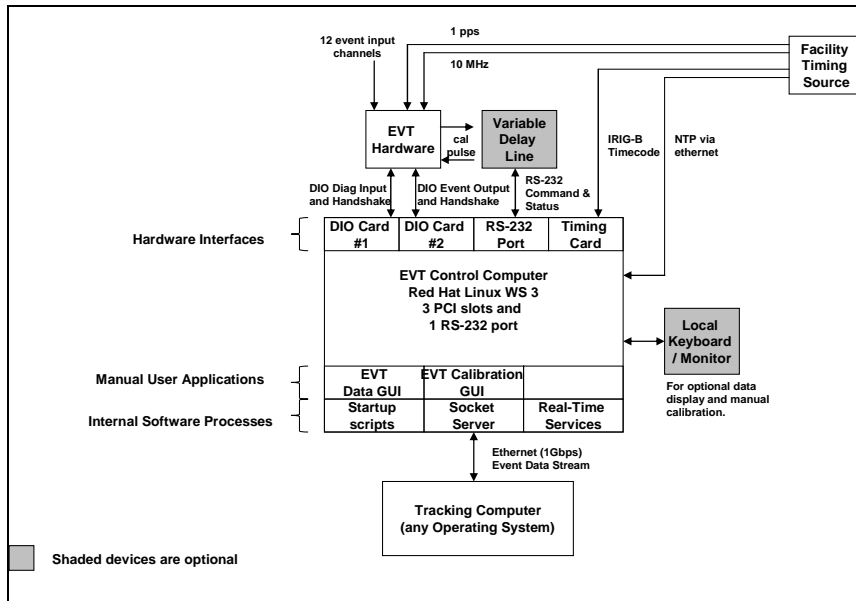 12 event input
channels
1 pps
10 MHz
Facility
Timing
Source
EVT
Hardware
cal
pulse
Variable
Delay
Line
IRIG-B
Timecode
NTP via
ethernet
DIO Diag Input
and Handshake
DIO Event Output
and Handshake
RS-232
Command &
Status
Hardware Interfaces
DIO Card
#1
DIO Card
#2
RS-232
Port
Timing
Card
EVT Control Computer
Red Hat Linux WS 3
3 PCI slots and
1 RS-232 port
Local
Keyboard
/ Monitor
For optional data
display and manual
calibration.
Manual User Applications
EVT
Data GUI
EVT Calibration
GUI
Internal Software Processes
Startup
scripts
Socket
Server
Real-Time
Services
Ethernet (1Gbps)
Event Data Stream
Tracking Computer
(any Operating System)
Shaded devices are optional